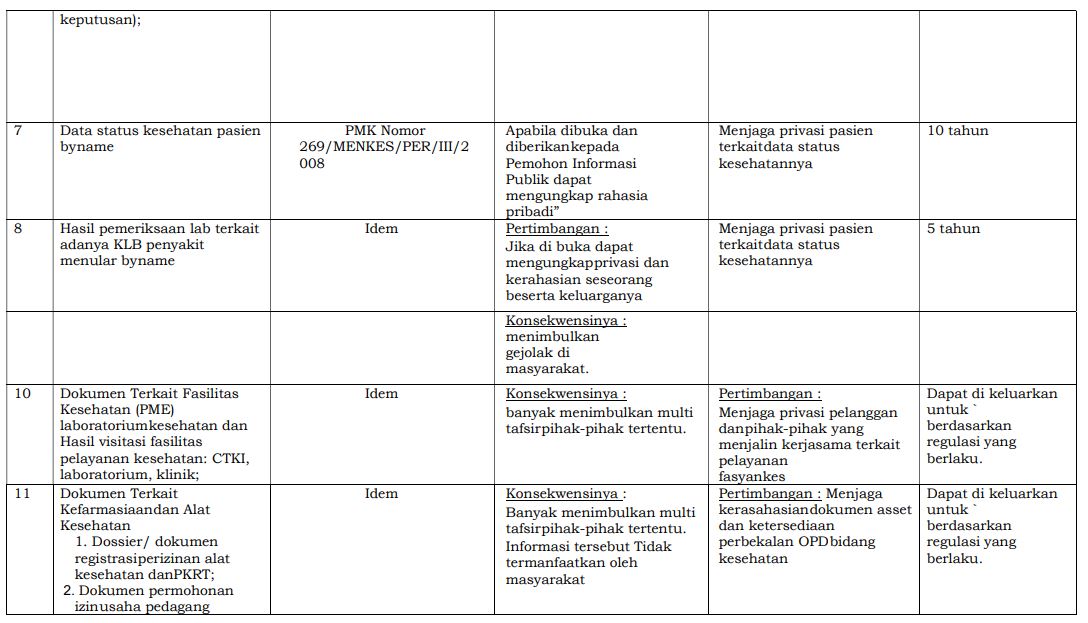 keputusan);
7
Data status kesehatan pasien
byname
PMK Nomor
269/MENKES/PER/III/2
008
Apabila dibuka dan
diberikankepada
Pemohon Informasi
Publik dapat
mengungkap rahasia
pribadi”
Menjaga privasi pasien
terkaitdata status
kesehatannya
10 tahun
8
Hasil pemeriksaan lab terkait
adanya KLB penyakit
menular byname
Idem
Pertimbangan :
Jika di buka dapat
mengungkapprivasi dan
kerahasian seseorang
beserta keluarganya
Menjaga privasi pasien
terkaitdata status
kesehatannya
5 tahun
Konsekwensinya :
menimbulkan
gejolak di
masyarakat.
10
Dokumen Terkait Fasilitas
Kesehatan (PME)
laboratoriumkesehatan dan
Hasil visitasi fasilitas
pelayanan kesehatan: CTKI,
laboratorium, klinik;
Idem
Konsekwensinya :
banyak menimbulkan multi
tafsirpihak-pihak tertentu.
Pertimbangan :
Menjaga privasi pelanggan
danpihak-pihak yang
menjalin kerjasama terkait
pelayanan
fasyankes
Dapat di keluarkan
untuk `
berdasarkan
regulasi yang
berlaku.
11
Dokumen Terkait
Kefarmasiaandan Alat
Kesehatan
1. Dossier/ dokumen
registrasiperizinan alat
kesehatan danPKRT;
2. Dokumen permohonan
izinusaha pedagang
Idem
Konsekwensinya :
Banyak menimbulkan multi
tafsirpihak-pihak tertentu.
Informasi tersebut Tidak
termanfaatkan oleh
masyarakat
Pertimbangan : Menjaga
kerasahasiandokumen asset
dan ketersediaan
perbekalan OPDbidang
kesehatan
Dapat di keluarkan
untuk `
berdasarkan
regulasi yang
berlaku.